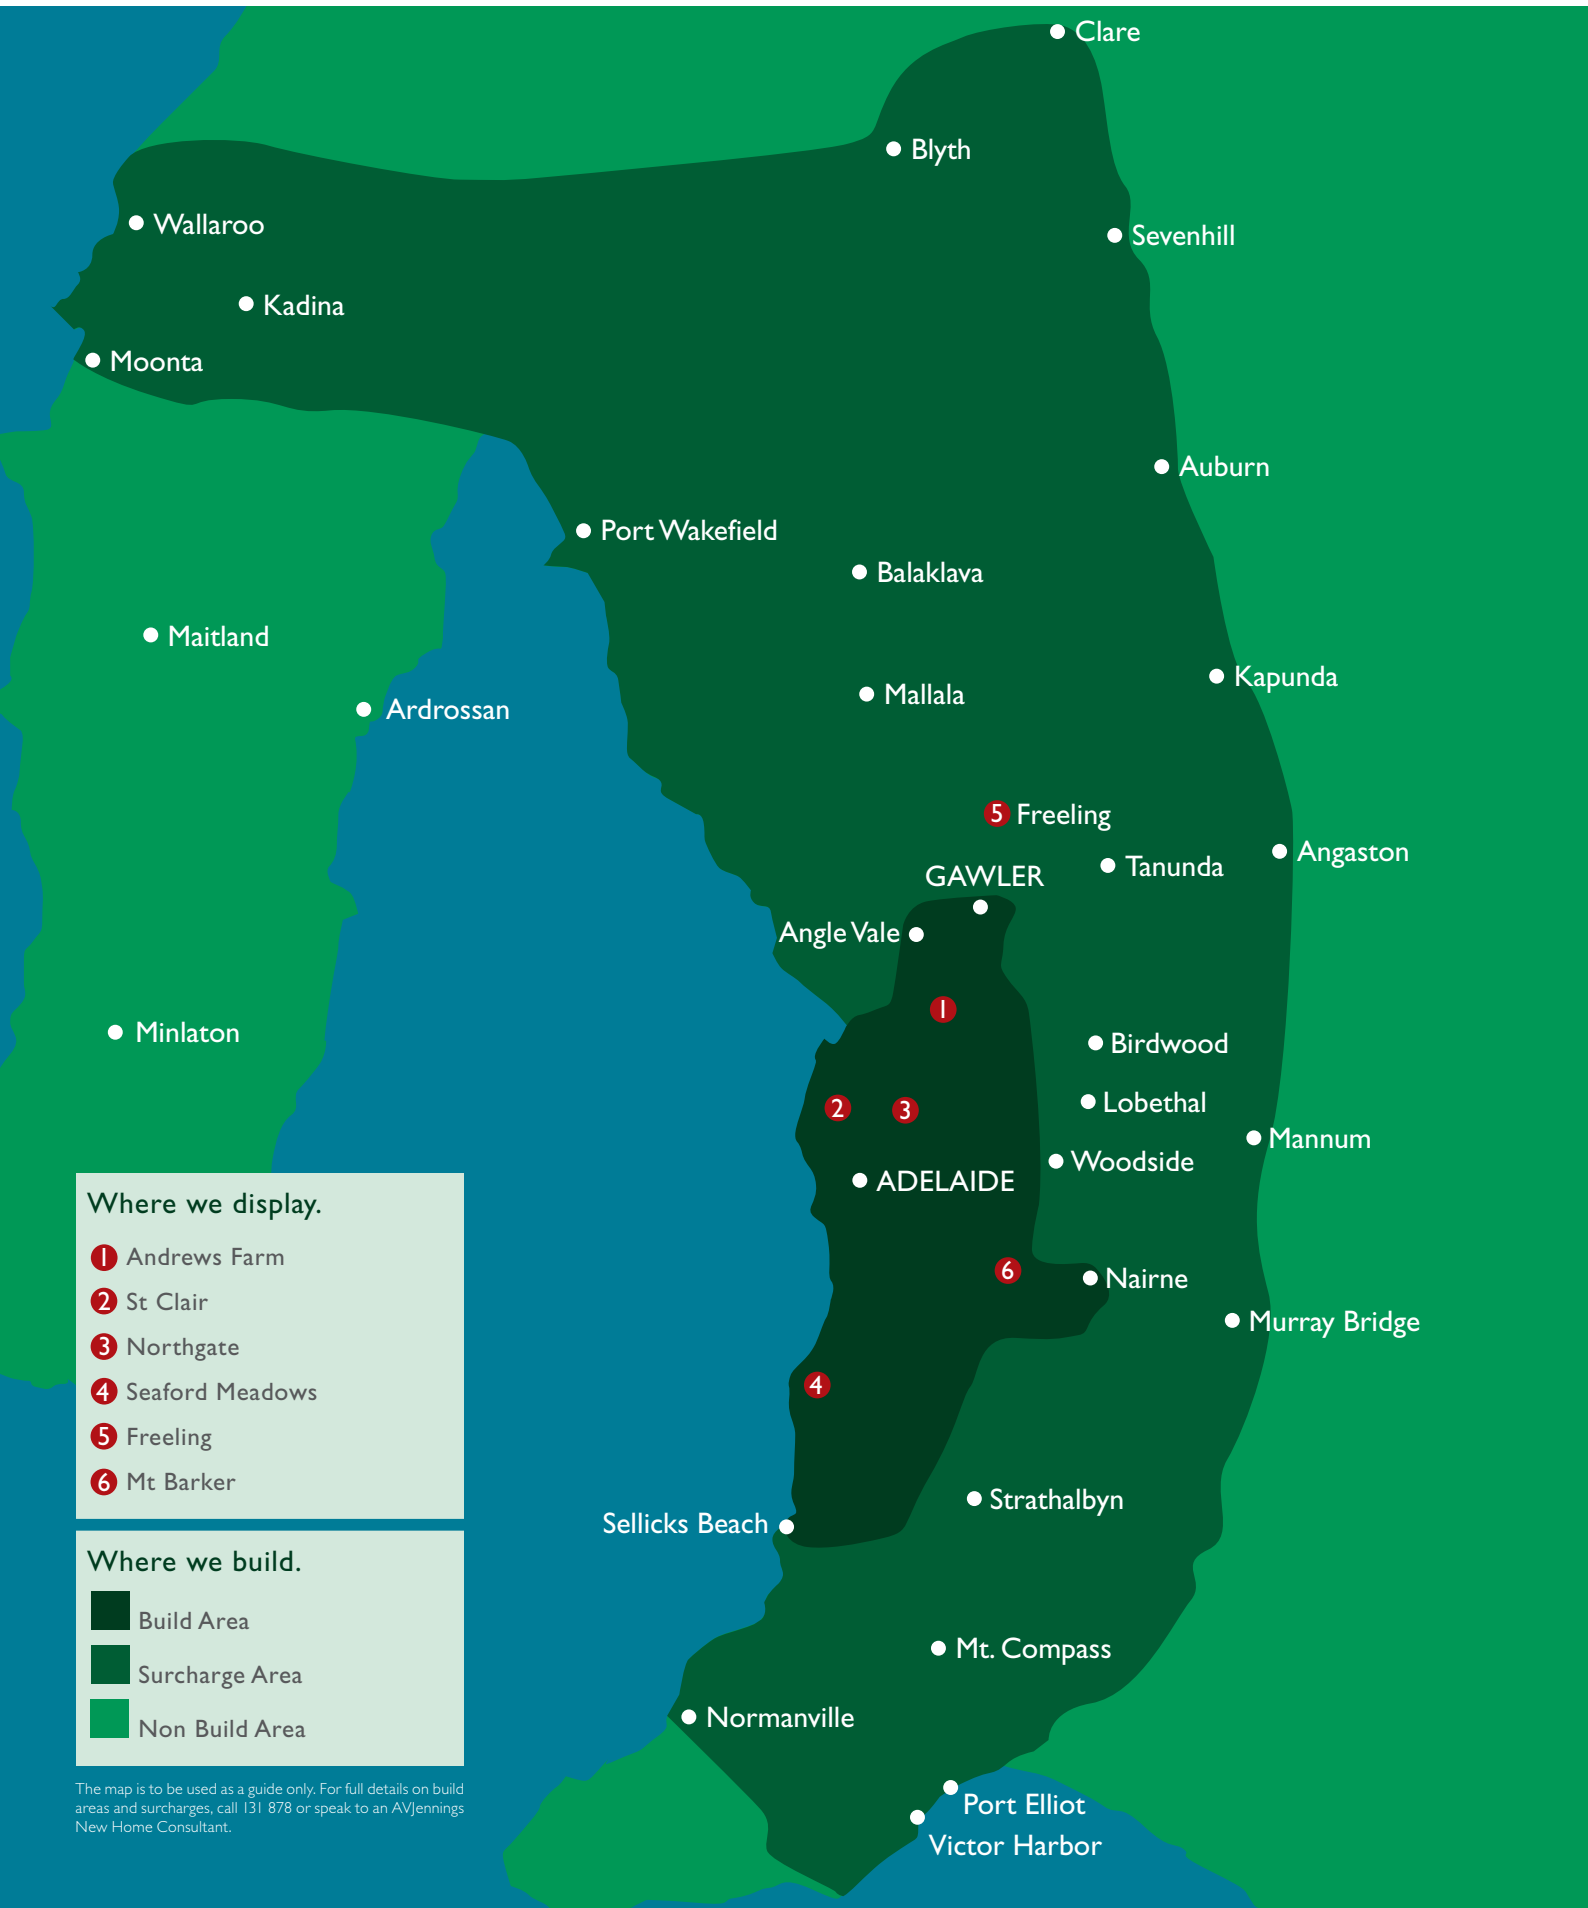 Clare
Blyth
Wallaroo
Sevenhill
Kadina
Moonta
Auburn
Port Wakefield
Balaklava
Maitland
Kapunda
Mallala
Ardrossan
5 Freeling
Angaston
Tanunda
GAWLER
Angle Vale
1
Minlaton
Birdwood
Lobethal
2
3
Mannum
Woodside
ADELAIDE
6
Nairne
Murray Bridge
4
Strathalbyn
Sellicks Beach
Mt. Compass
Normanville
Port Elliot
Victor Harbor
Where we display.
1 Andrews Farm
2 St Clair
3 Northgate
4 Seaford Meadows
5 Freeling
6 Mt Barker
Where we build.
Build Area
Surcharge Area
Non Build Area
The map is to be used as a guide only. For full details on build
areas and surcharges, call 131 878 or speak to an AVJennings
New Home Consultant.